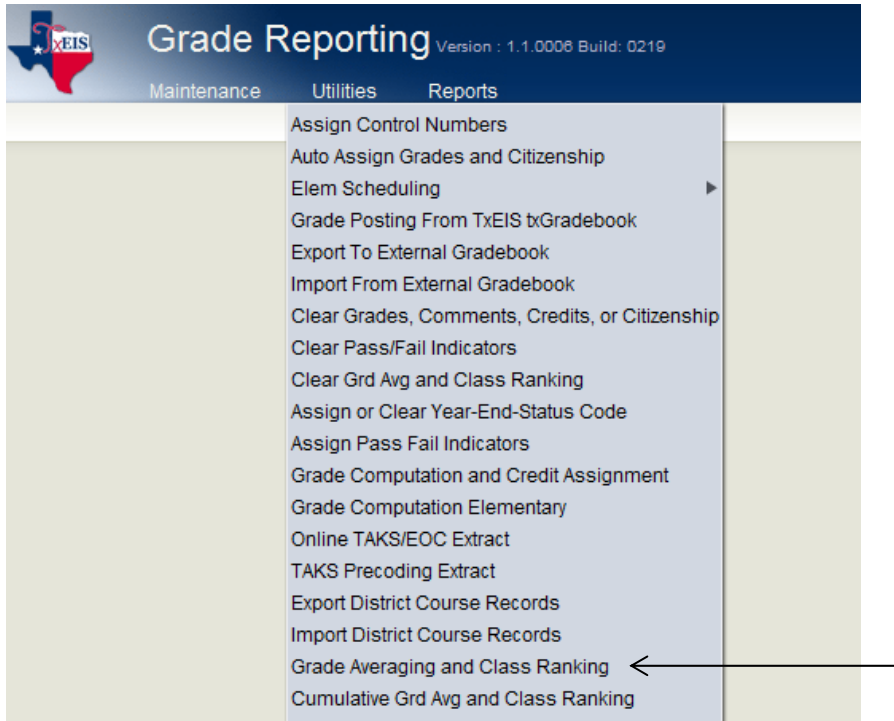 TxEIS
Grade Reporting Version : 1.1.0006 Build: 0219
Maintenance Utilities Reports
Assign Control Numbers
Auto Assign Grades and Citizenship
Elem Scheduling
Grade Posting From TxEIS txGradebook
Export To External Gradebook
Import From External Gradebook
Clear Grades, Comments, Credits, or Citizenship
Clear Pass/Fail Indicators
Clear Grd Avg and Class Ranking
Assign or Clear Year-End-Status Code
Assign Pass Fail Indicators
Grade Computation and Credit Assignment
Grade Computation Elementary
Online TAKS/EOC Extract
TAKS Precoding Extract
Export District Course Records
Import District Course Records
Grade Averaging and Class Ranking
Cumulative Grd Avg and Class Ranking